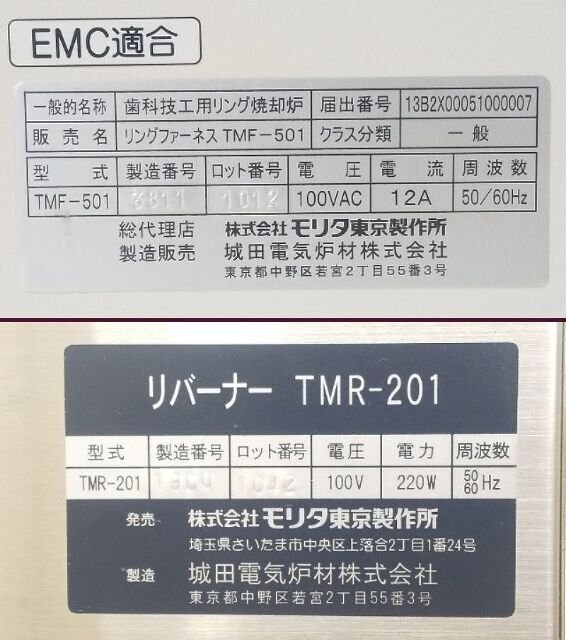 EMC適合
一般的名称 歯科技工用リング焼却炉 届出番号 13B2X00051000007
販売名 リングファーネス TMF-501 クラス分類 一般
型式 製造番号 ロット番号 電圧 電流 周波数
TMF-501 3811 1012 100VAC 12A 50/60Hz
総代理店 株式会社モリタ東京製作所
製造販売 城田電気炉材株式会社
東京都中野区若宮2丁目55番3号
リバーナー TMR-201
型式 製造番号 ロット番号 電圧 電力 周波数
TMR-201 1042 100V 220W 50/60 Hz
発売 株式会社モリタ東京製作所
埼玉県さいたま市中央区上落合2丁目1番24号
製造 城田電気炉材株式会社
東京都中野区若宮2丁目55番3号